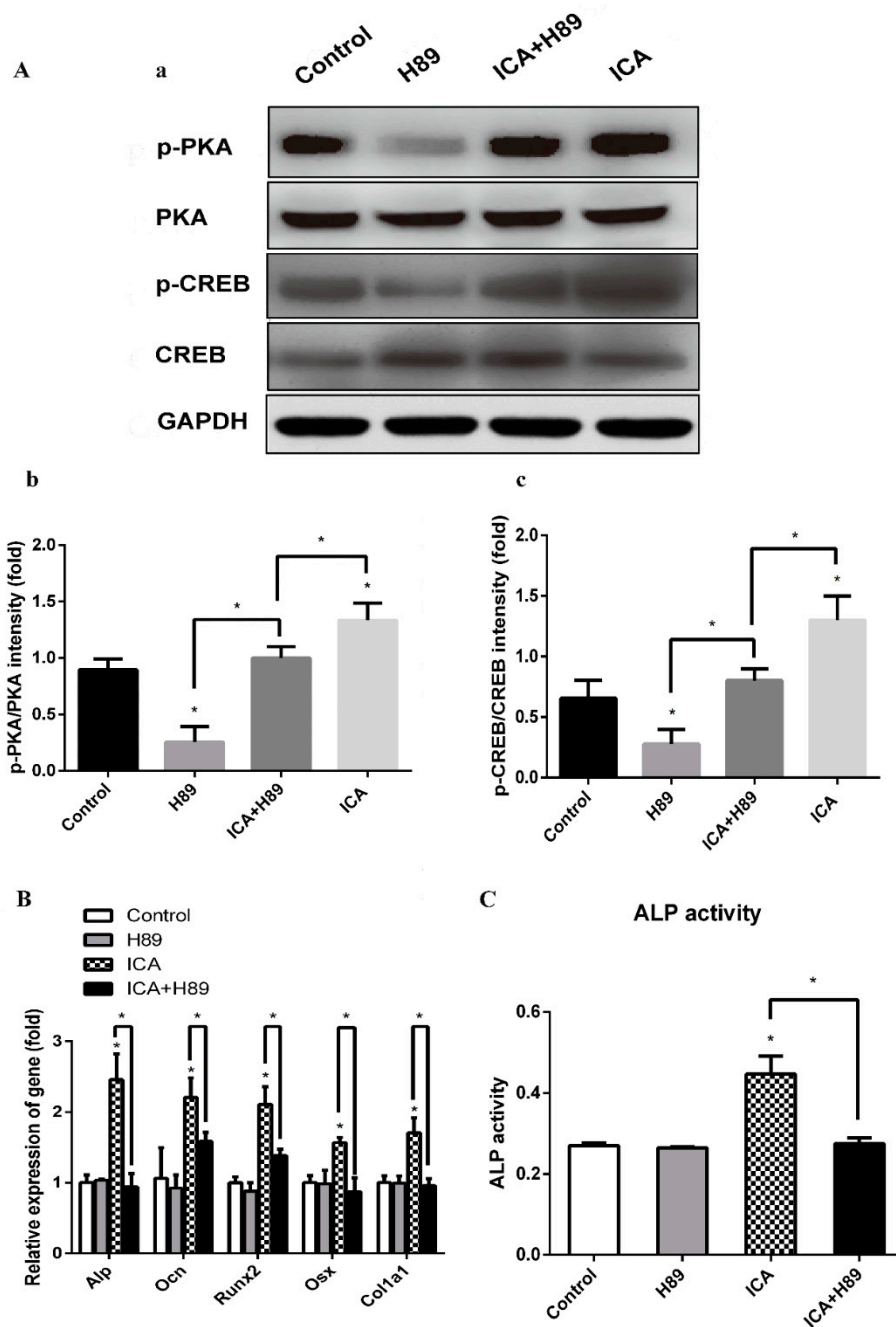 A
a
Control H89 ICA+H89 ICA
p-PKA
PKA
p-CREB
CREB
GAPDH
b
p-PKA/PKA intensity (fold)
2.0
1.5
1.0
0.5
0.0
*
*
*
*
Control H89 ICA+H89 ICA
c
p-CREB/CREB intensity (fold)
2.0
1.5
1.0
0.5
0.0
*
*
*
*
Control H89 ICA+H89 ICA
B
Control
H89
ICA
ICA+H89
Relative expression of gene (fold)
3
2
1
0
* * * * *
* * * * *
Alp Ocn Runx2 Osx Col1a1
C
ALP activity
ALP activity
0.6
0.4
0.2
0.0
*
*
Control H89 ICA ICA+H89